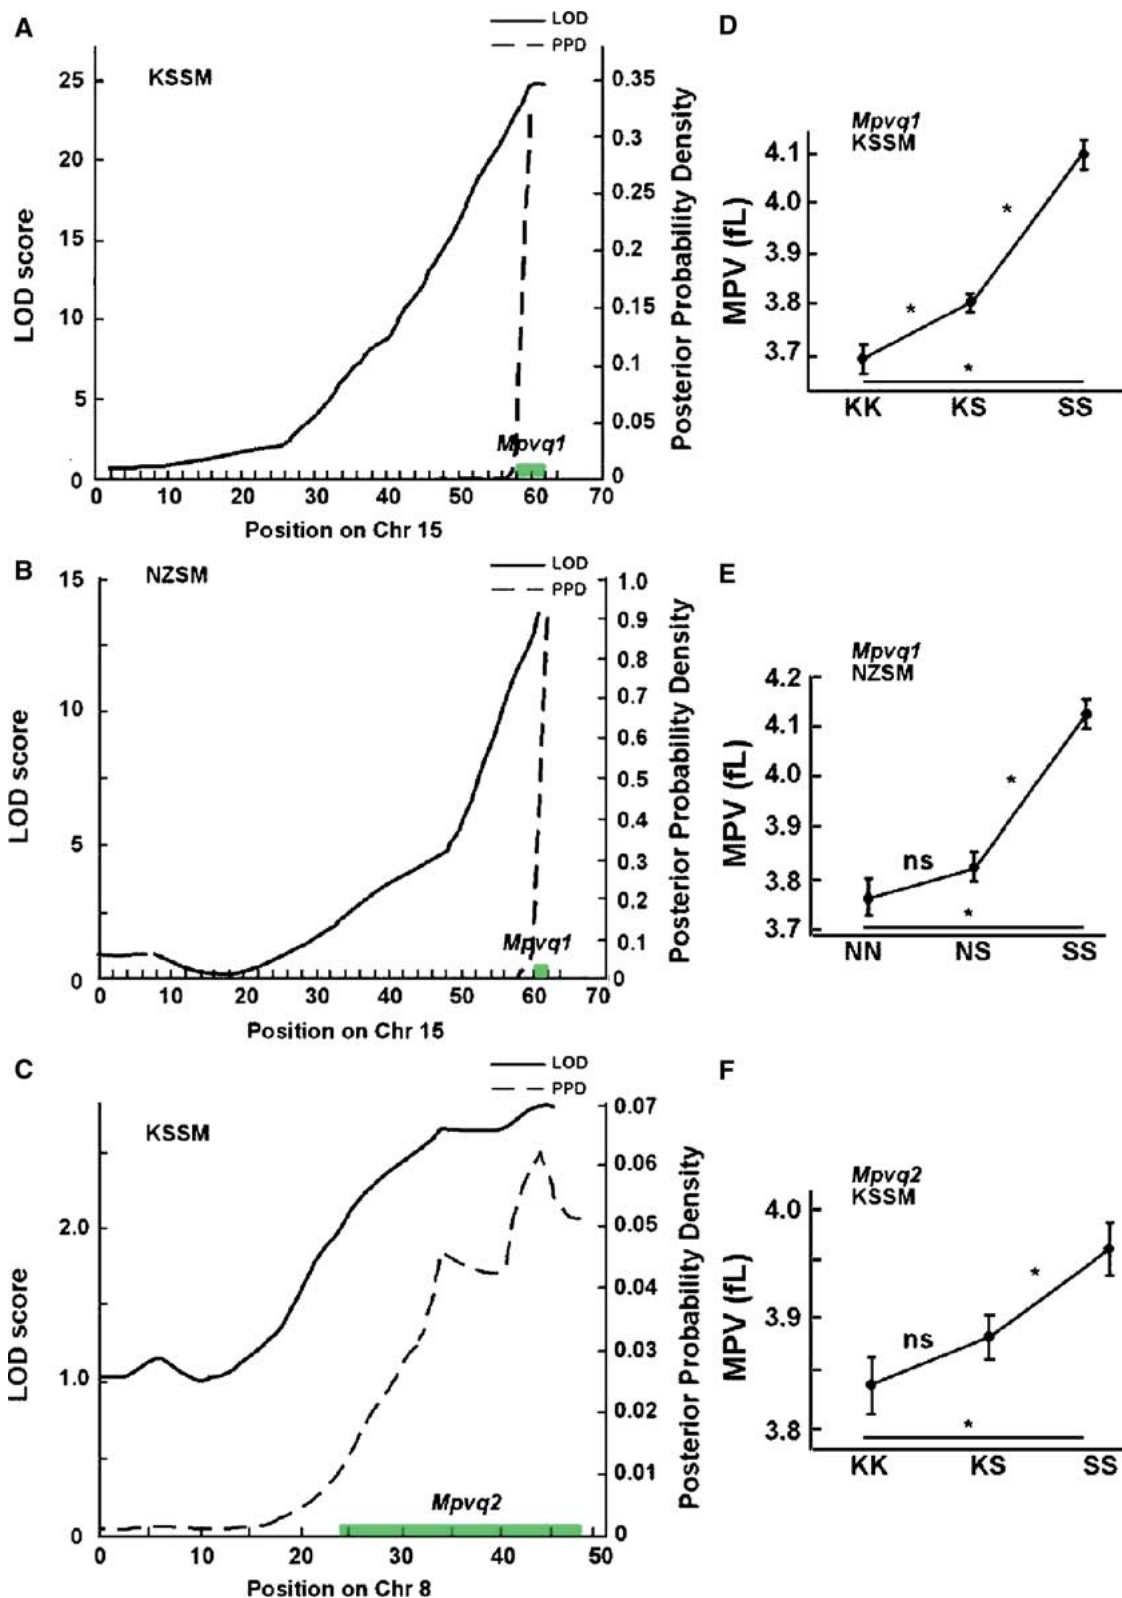 A
LOD
PPD
KSSM
25
20
15
10
5
0
LOD score
0.35
0.3
0.25
0.2
0.15
0.1
0.05
0
Posterior Probability Density
Mpvq1
0 10 20 30 40 50 60 70
Position on Chr 15
D
Mpvq1
KSSM
4.1
4.0
3.9
3.8
3.7
MPV (fL)
*
*
*
KK KS SS
B
LOD
PPD
NZSM
15
10
5
0
LOD score
1.0
0.9
0.8
0.7
0.6
0.5
0.4
0.3
0.2
0.1
0
Posterior Probability Density
Mpvq1
0 10 20 30 40 50 60 70
Position on Chr 15
E
Mpvq1
NZSM
4.2
4.1
4.0
3.9
3.8
3.7
MPV (fL)
*
ns
*
NN NS SS
C
LOD
PPD
KSSM
2.0
1.0
0
LOD score
0.07
0.06
0.05
0.04
0.03
0.02
0.01
0
Posterior Probability Density
Mpvq2
0 10 20 30 40 50
Position on Chr 8
F
Mpvq2
KSSM
4.0
3.9
3.8
MPV (fL)
*
ns
*
KK KS SS